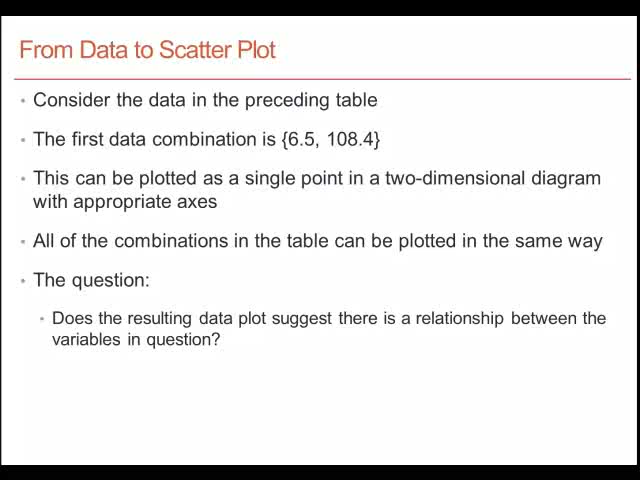 From Data to Scatter Plot
• Consider the data in the preceding table
• The first data combination is {6.5, 108.4}
• This can be plotted as a single point in a two-dimensional diagram
with appropriate axes
• All of the combinations in the table can be plotted in the same way
• The question:
• Does the resulting data plot suggest there is a relationship between the
variables in question?